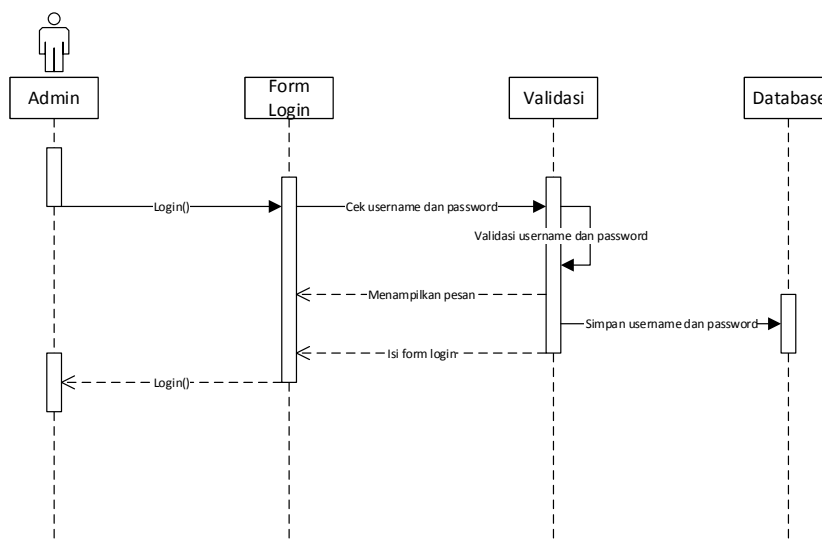 Admin
Form
Login
Validasi
Database
Login()
Cek username dan password
Validasi username dan password
Menampilkan pesan
Simpan username dan password
Isi form login
Login()